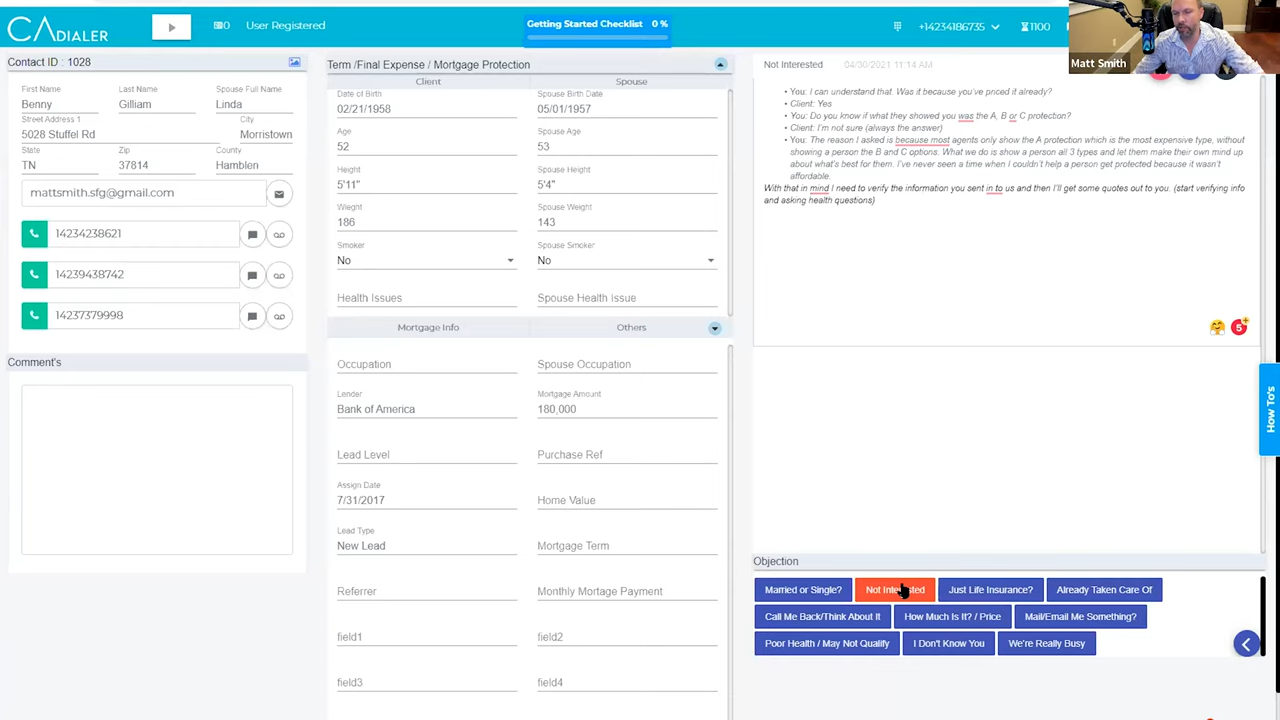 CADIALER
0
User Registered
Getting Started Checklist 0 %
+14234186735
1100
Matt Smith
Contact ID : 1028
First Name
Last Name
Spouse Full Name
Benny
Gilliam
Linda
Street Address 1
City
5028 Stuffel Rd
Morristown
State
Zip
County
TN
37814
Hamblen
mattsmith.sfg@gmail.com
14234238621
14239438742
14237379998
Comment's
Term /Final Expense / Mortgage Protection
Client
Spouse
Date of Birth
Spouse Birth Date
02/21/1958
05/01/1957
Age
Spouse Age
52
53
Height
Spouse Height
5'11"
5'4"
Wieght
Spouse Weight
186
143
Smoker
Spouse Smoker
No
No
Health Issues
Spouse Health Issue
Mortgage Info
Others
Occupation
Spouse Occupation
Lender
Mortgage Amount
Bank of America
180,000
Lead Level
Purchase Ref
Assign Date
7/31/2017
Home Value
Lead Type
New Lead
Mortgage Term
Referrer
Monthly Mortage Payment
field1
field2
field3
field4
Not Interested
04/30/2021 11:14 AM
• You: I can understand that. Was it because you've priced it already?
• Client: Yes
• You: Do you know if what they showed you was the A, B or C protection?
• Client: I'm not sure (always the answer)
• You: The reason I asked is because most agents only show the A protection which is the most expensive type, without
showing a person the B and C options. What we do is show a person all 3 types and let them make their own mind up
about what's best for them. I've never seen a time when I couldn't help a person get protected because it wasn't
affordable.
With that in mind I need to verify the information you sent in to us and then I'll get some quotes out to you. (start verifying info
and asking health questions)
5
How To's
Objection
Married or Single?
Not Interested
Just Life Insurance?
Already Taken Care Of
Call Me Back/Think About It
How Much Is It? / Price
Mail/Email Me Something?
Poor Health / May Not Qualify
I Don't Know You
We're Really Busy